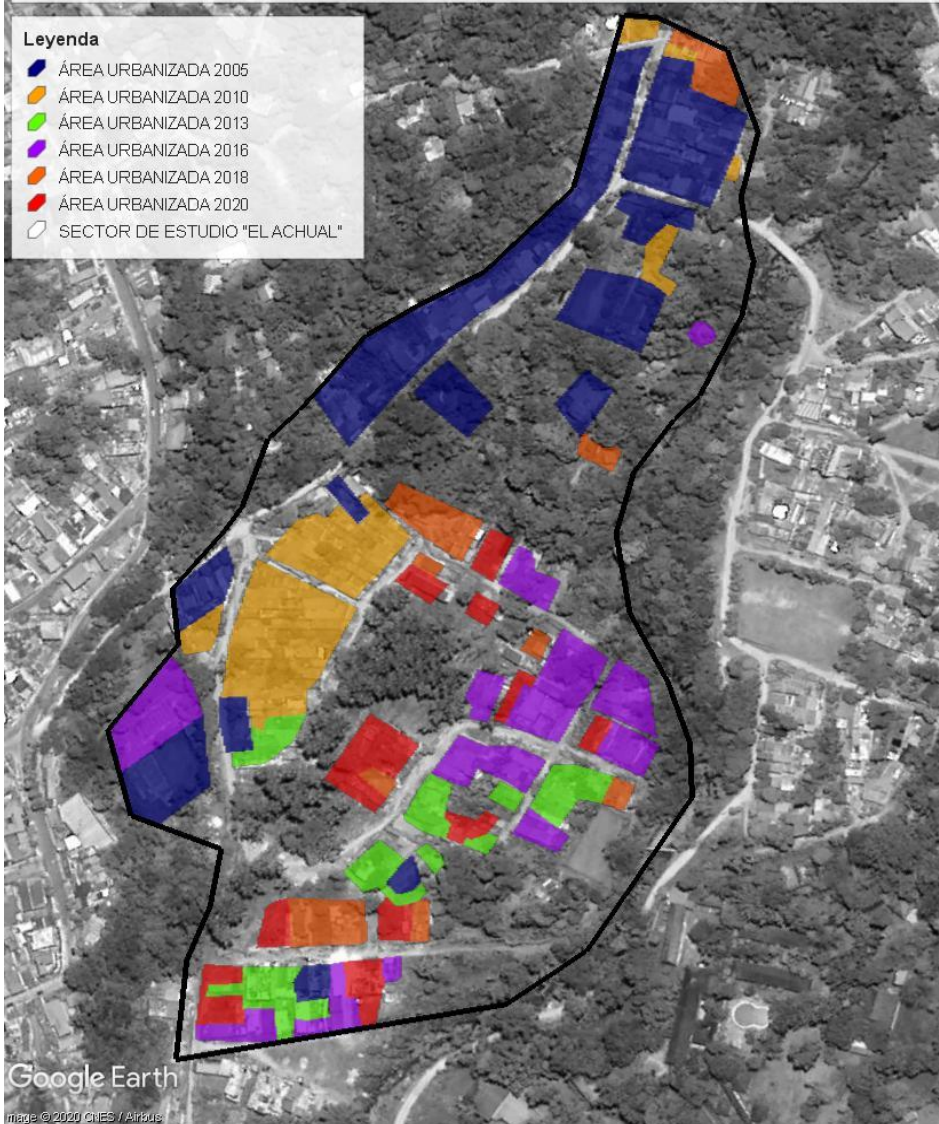 Leyenda
ÁREA URBANIZADA 2005
ÁREA URBANIZADA 2010
ÁREA URBANIZADA 2013
ÁREA URBANIZADA 2016
ÁREA URBANIZADA 2018
ÁREA URBANIZADA 2020
SECTOR DE ESTUDIO "EL ACHUAL"
Google Earth
mage © 2020 CNES / Airbus